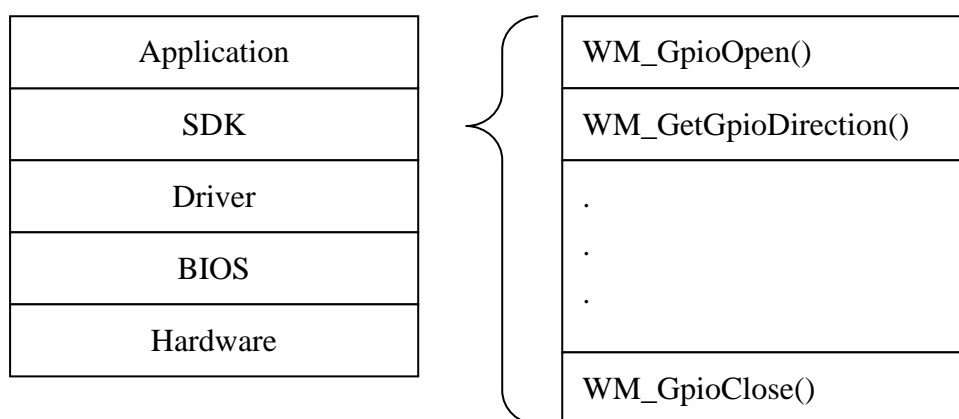 Application
SDK
Driver
BIOS
Hardware
WM_GpioOpen()
WM_GetGpioDirection()
.
.
.
WM_GpioClose()